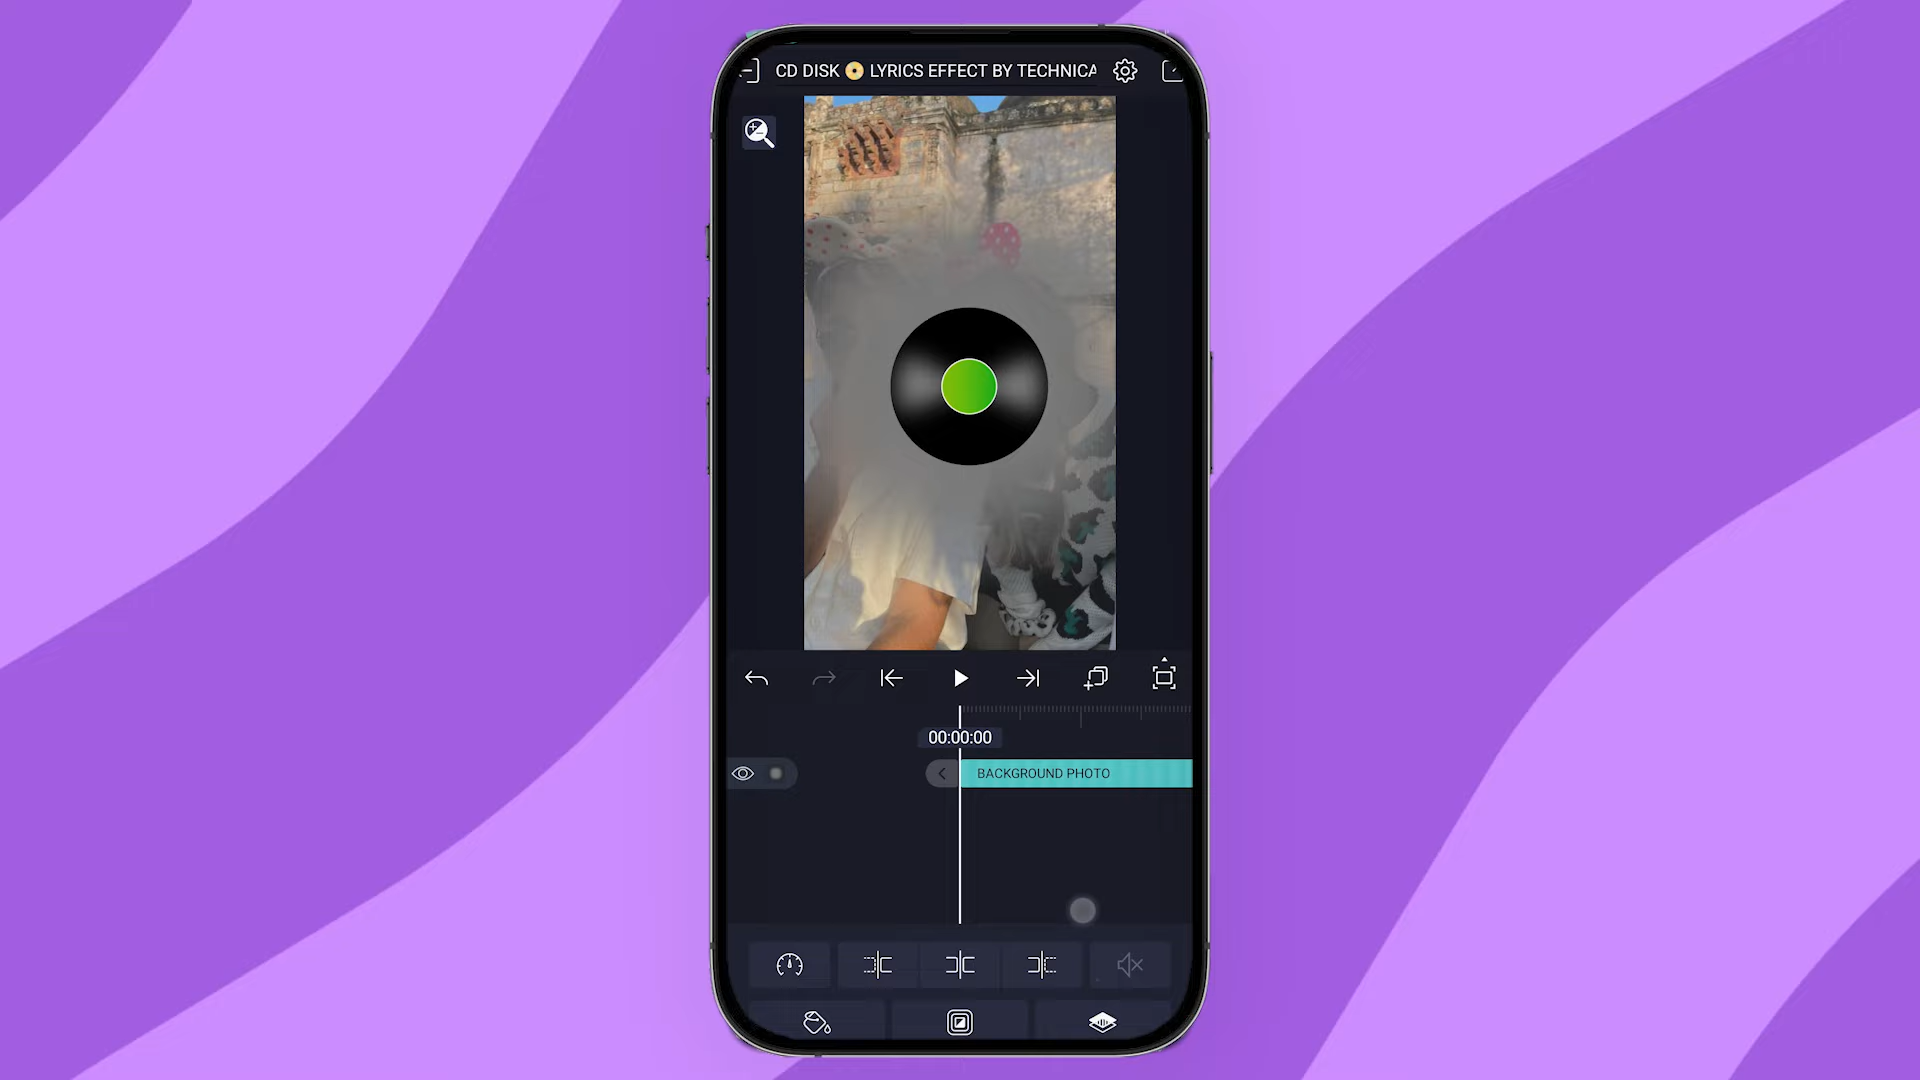 CD DISK 📀 LYRICS EFFECT BY TECHNICA
00:00:00
BACKGROUND PHOTO